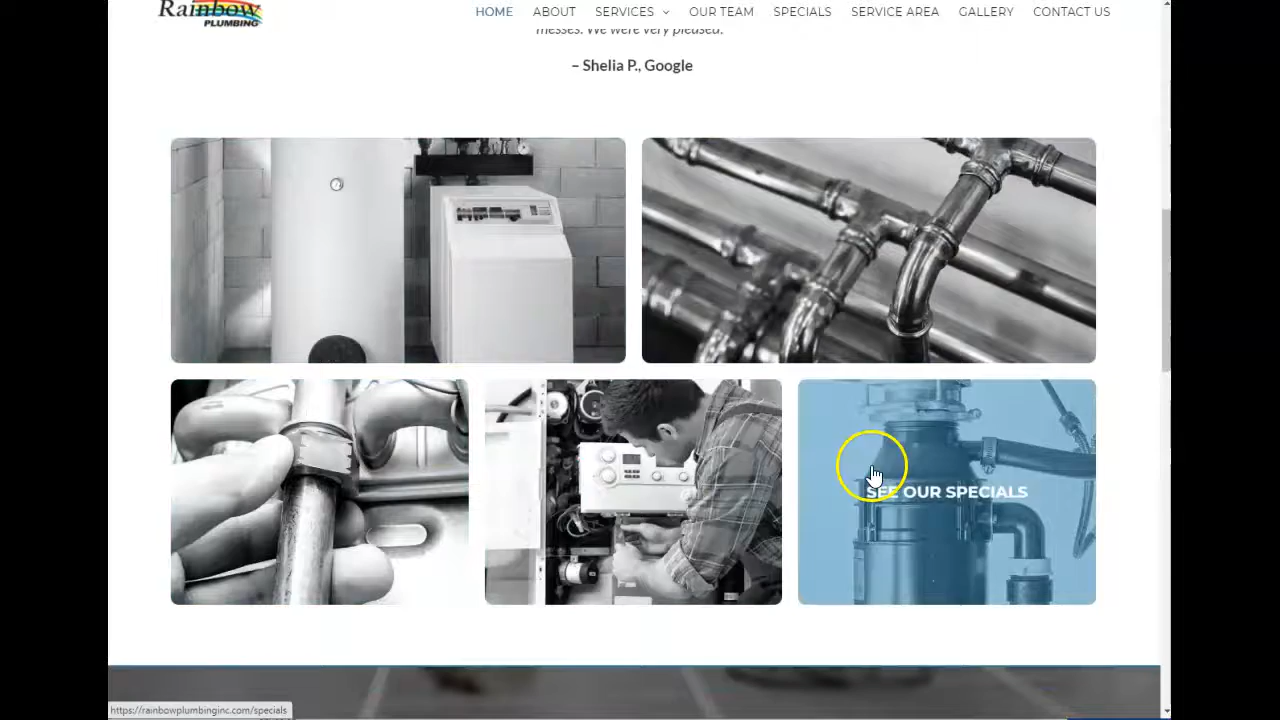 Rainbow
PLUMBING
HOME ABOUT SERVICES OUR TEAM SPECIALS SERVICE AREA GALLERY CONTACT US
messes. We were very pleased.
– Shelia P., Google
SEE OUR SPECIALS
https://rainbowplumbinginc.com/specials